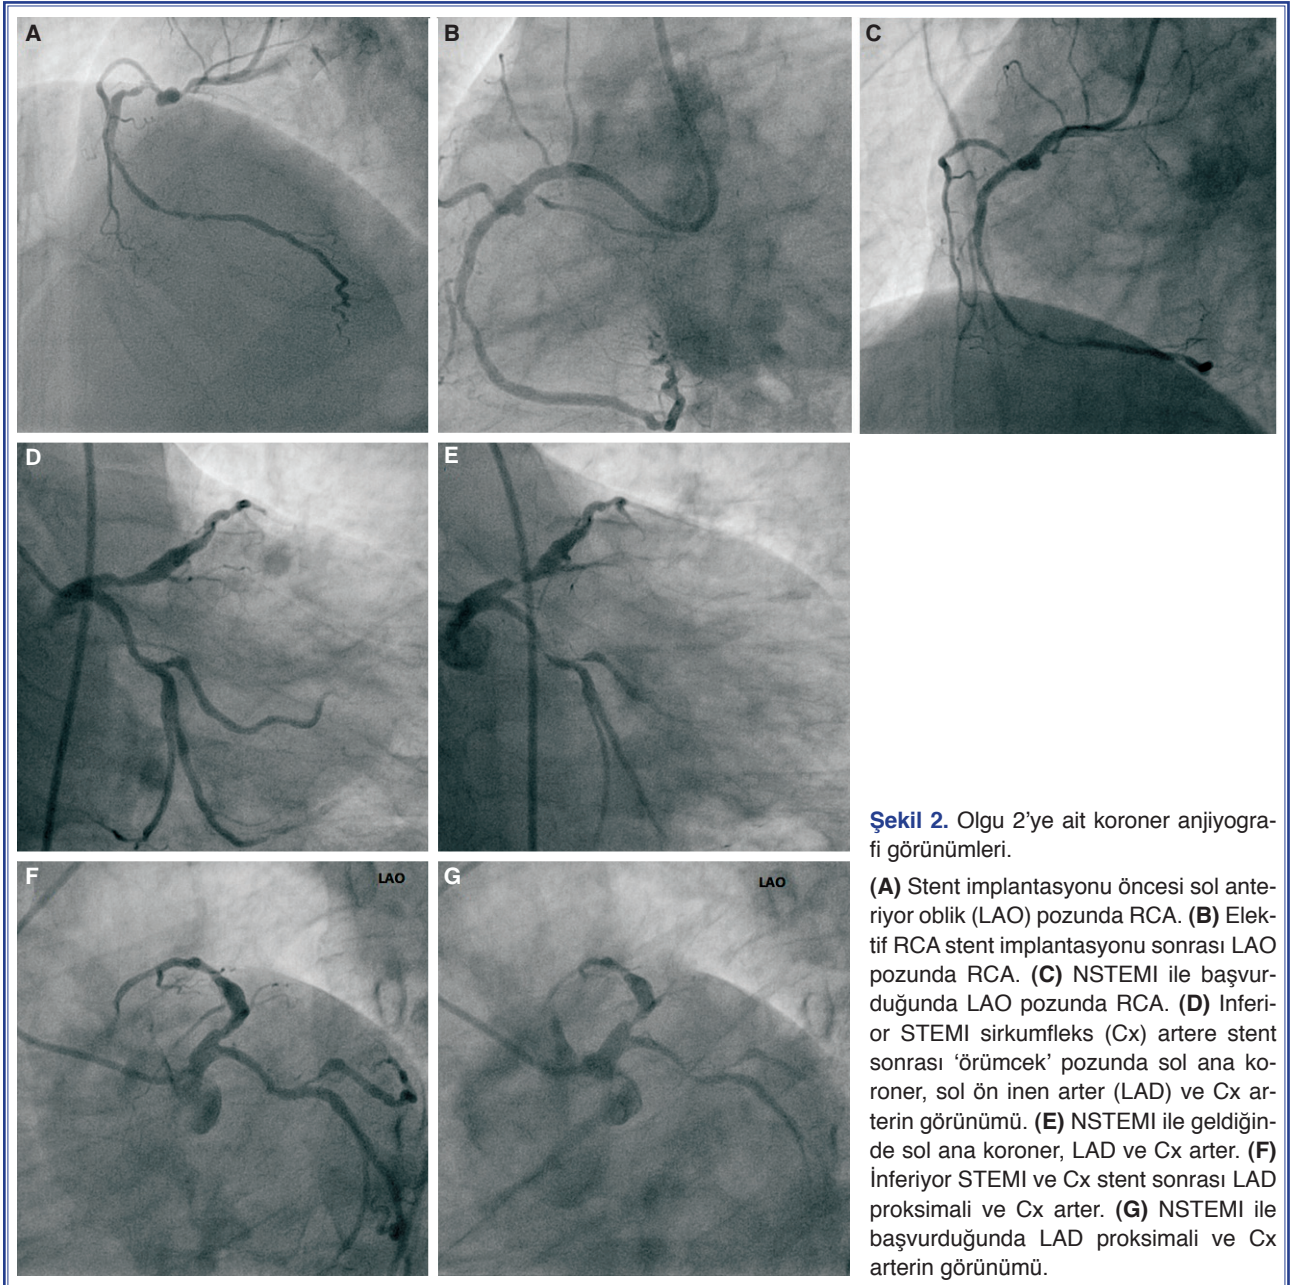 A
B
C
D
E
F
LAO
G
LAO
Şekil 2. Olgu 2’ye ait koroner anjiyogra-
fi görünümleri.
(A) Stent implantasyonu öncesi sol ante-
riyor oblik (LAO) pozunda RCA. (B) Elek-
tif RCA stent implantasyonu sonrası LAO
pozunda RCA. (C) NSTEMI ile başvur-
duğunda LAO pozunda RCA. (D) Inferi-
or STEMI sirkumfleks (Cx) artere stent
sonrası ‘örümcek’ pozunda sol ana ko-
roner, sol ön inen arter (LAD) ve Cx ar-
terin görünümü. (E) NSTEMI ile geldiğin-
de sol ana koroner, LAD ve Cx arter. (F)
İnferiyor STEMI ve Cx stent sonrası LAD
proksimali ve Cx arter. (G) NSTEMI ile
başvurduğunda LAD proksimali ve Cx
arterin görünümü.